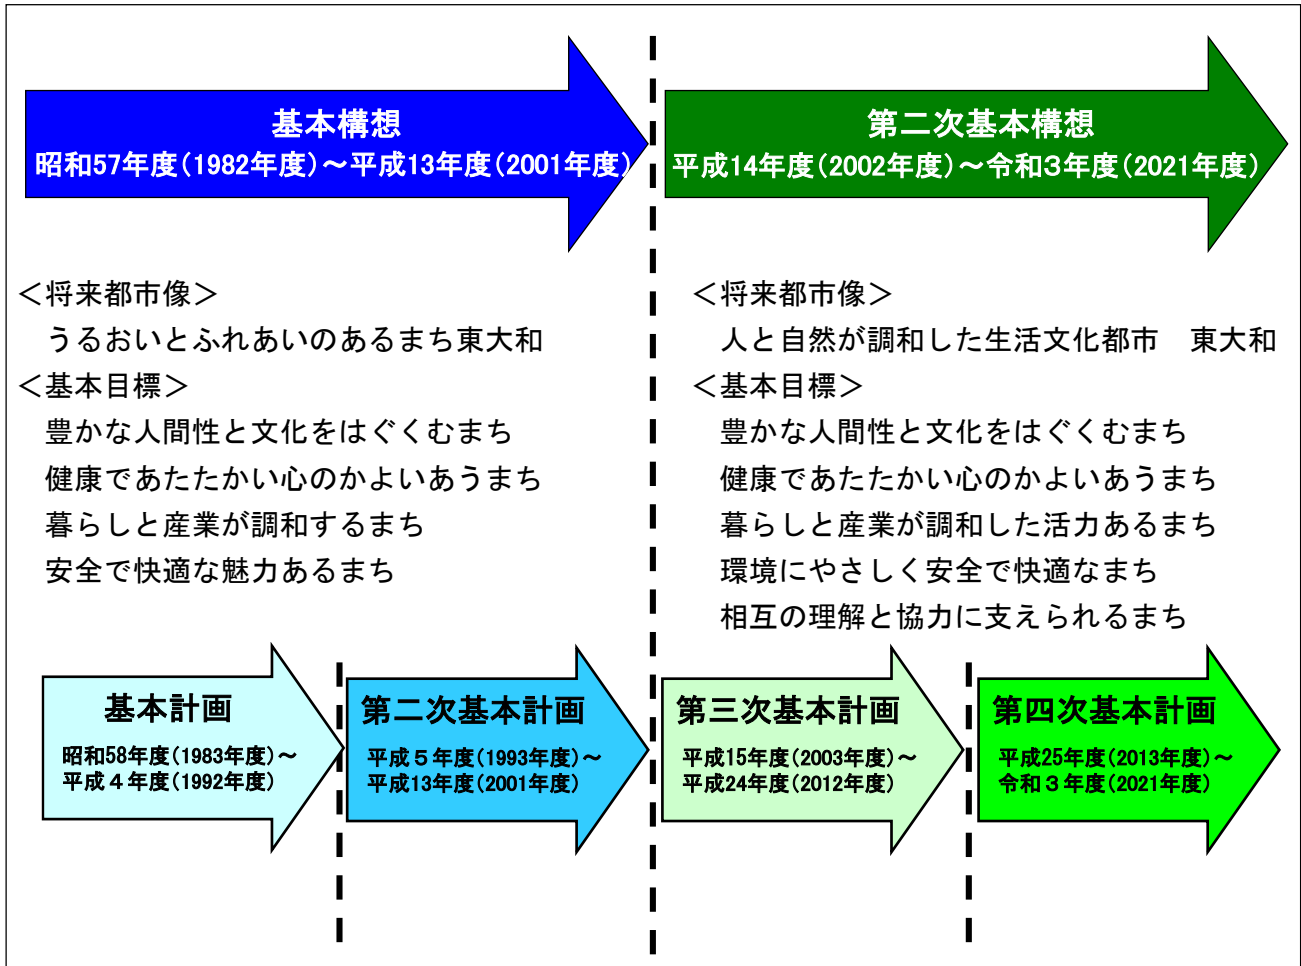 基本構想
昭和57年度(1982年度)～平成13年度(2001年度)
第二次基本構想
平成14年度(2002年度)～令和3年度(2021年度)
＜将来都市像＞
うるおいとふれあいのあるまち東大和
＜基本目標＞
豊かな人間性と文化をはぐくむまち
健康であたたかい心のかよいあうまち
暮らしと産業が調和するまち
安全で快適な魅力あるまち
＜将来都市像＞
人と自然が調和した生活文化都市　東大和
＜基本目標＞
豊かな人間性と文化をはぐくむまち
健康であたたかい心のかよいあうまち
暮らしと産業が調和した活力あるまち
環境にやさしく安全で快適なまち
相互の理解と協力に支えられるまち
基本計画
昭和58年度(1983年度)～
平成４年度(1992年度)
第二次基本計画
平成５年度(1993年度)～
平成13年度(2001年度)
第三次基本計画
平成15年度(2003年度)～
平成24年度(2012年度)
第四次基本計画
平成25年度(2013年度)～
令和３年度(2021年度)